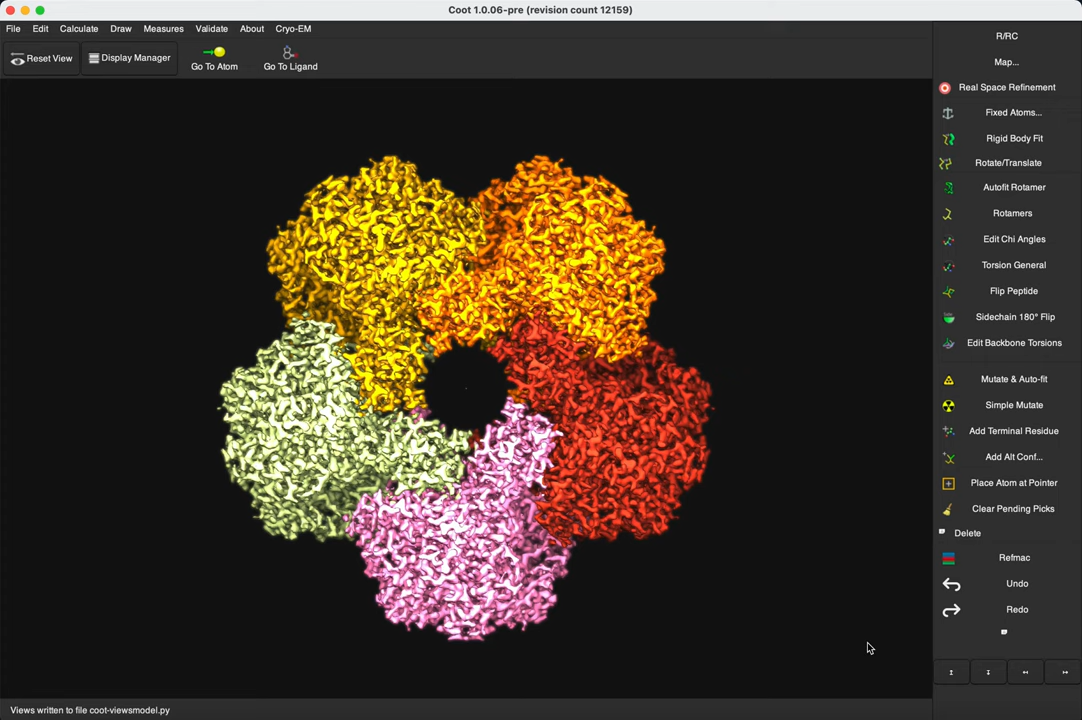 Coot 1.0.06-pre (revision count 12159)
File Edit Calculate Draw Measures Validate About Cryo-EM
Reset View Display Manager Go To Atom Go To Ligand
R/RC
Map...
Real Space Refinement
Fixed Atoms...
Rigid Body Fit
Rotate/Translate
Autofit Rotamer
Rotamers
Edit Chi Angles
Torsion General
Flip Peptide
Sidechain 180° Flip
Edit Backbone Torsions
Mutate & Auto-fit
Simple Mutate
Add Terminal Residue
Add Alt Conf...
Place Atom at Pointer
Clear Pending Picks
Delete
Refmac
Undo
Redo
Views written to file coot-viewsmodel.py